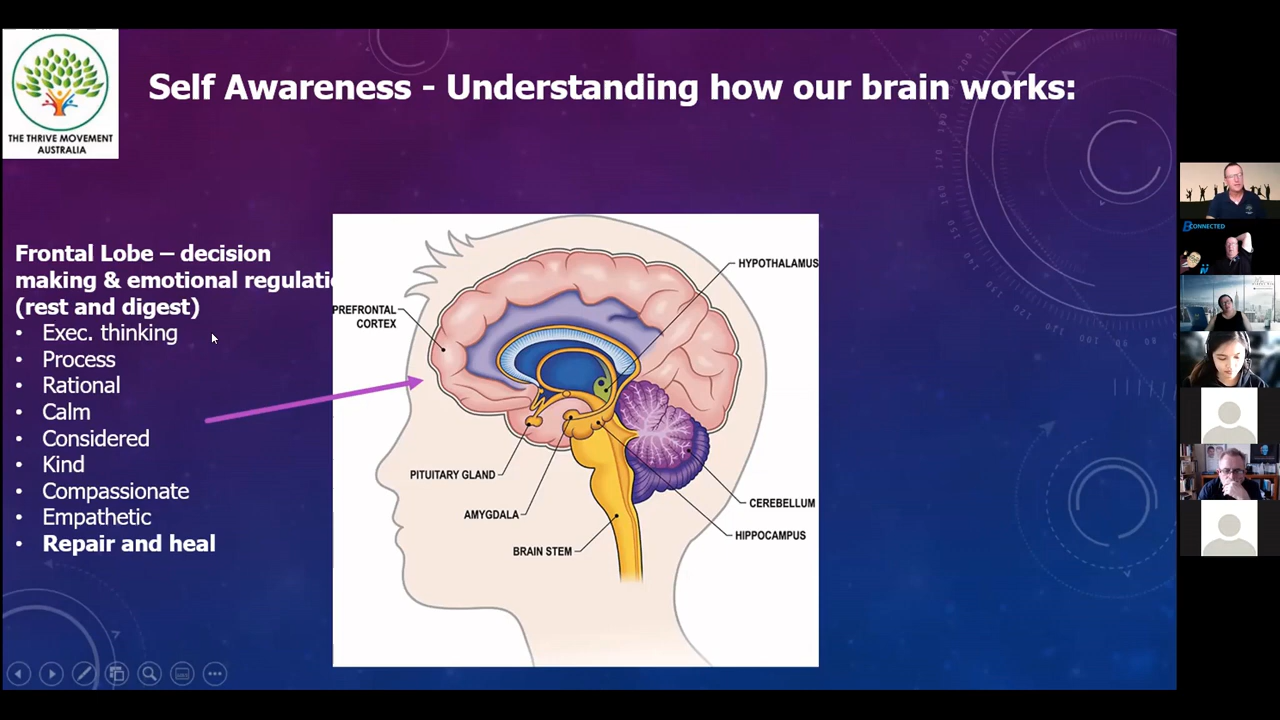 THE THRIVE MOVEMENT
AUSTRALIA
Self Awareness - Understanding how our brain works:
Frontal Lobe – decision
making & emotional regulatio
(rest and digest)
• Exec. thinking
• Process
• Rational
• Calm
• Considered
• Kind
• Compassionate
• Empathetic
• Repair and heal
HYPOTHALAMUS
PREFRONTAL
CORTEX
PITUITARY GLAND
AMYGDALA
BRAIN STEM
CEREBELLUM
HIPPOCAMPUS
CONNECTED